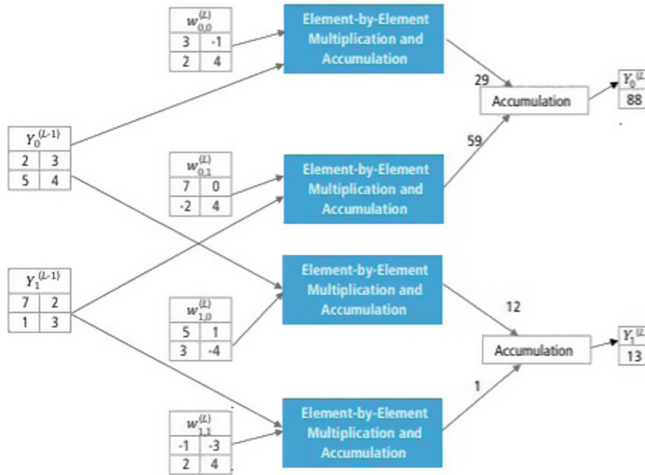 w0,0(L)
3 -1
2 4
Element-by-Element
Multiplication and
Accumulation
29
Accumulation
Y0(L
88
Y0(L-1)
2 3
5 4
w0,1(L)
7 0
-2 4
Element-by-Element
Multiplication and
Accumulation
59
Y1(L-1)
7 2
1 3
w1,0(L)
5 1
3 -4
Element-by-Element
Multiplication and
Accumulation
12
Accumulation
Y1(L
13
1
w1,1(L)
-1 -3
2 4
Element-by-Element
Multiplication and
Accumulation